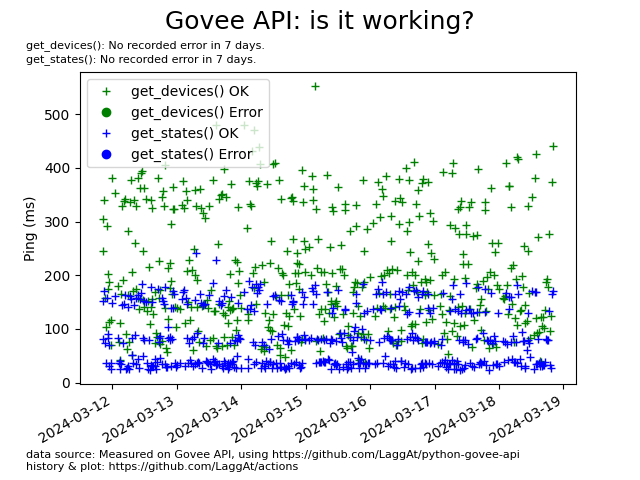 Govee API: is it working?
get_devices(): No recorded error in 7 days.
get_states(): No recorded error in 7 days.
get_devices() OK
get_devices() Error
get_states() OK
get_states() Error
Ping (ms)
500
400
300
200
100
0
2024-03-12
2024-03-13
2024-03-14
2024-03-15
2024-03-16
2024-03-17
2024-03-18
2024-03-19
data source: Measured on Govee API, using https://github.com/LaggAt/python-govee-api
history & plot: https://github.com/LaggAt/actions